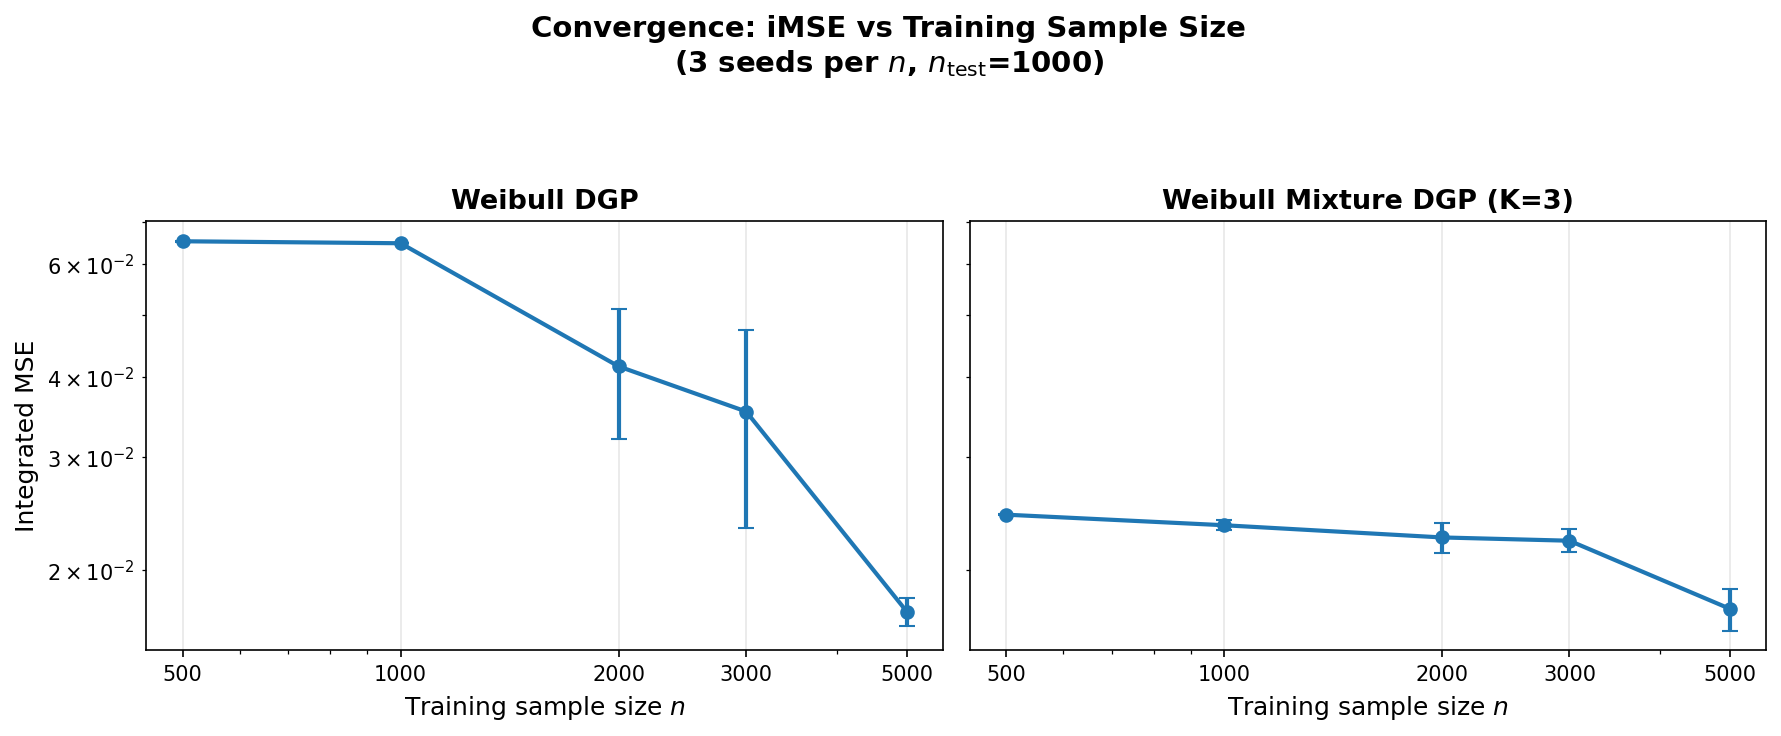 Convergence: iMSE vs Training Sample Size
(3 seeds per n, n_test=1000)
Weibull DGP
Integrated MSE
6 × 10⁻²
4 × 10⁻²
3 × 10⁻²
2 × 10⁻²
500 1000 2000 3000 5000
Training sample size n
Weibull Mixture DGP (K=3)
500 1000 2000 3000 5000
Training sample size n